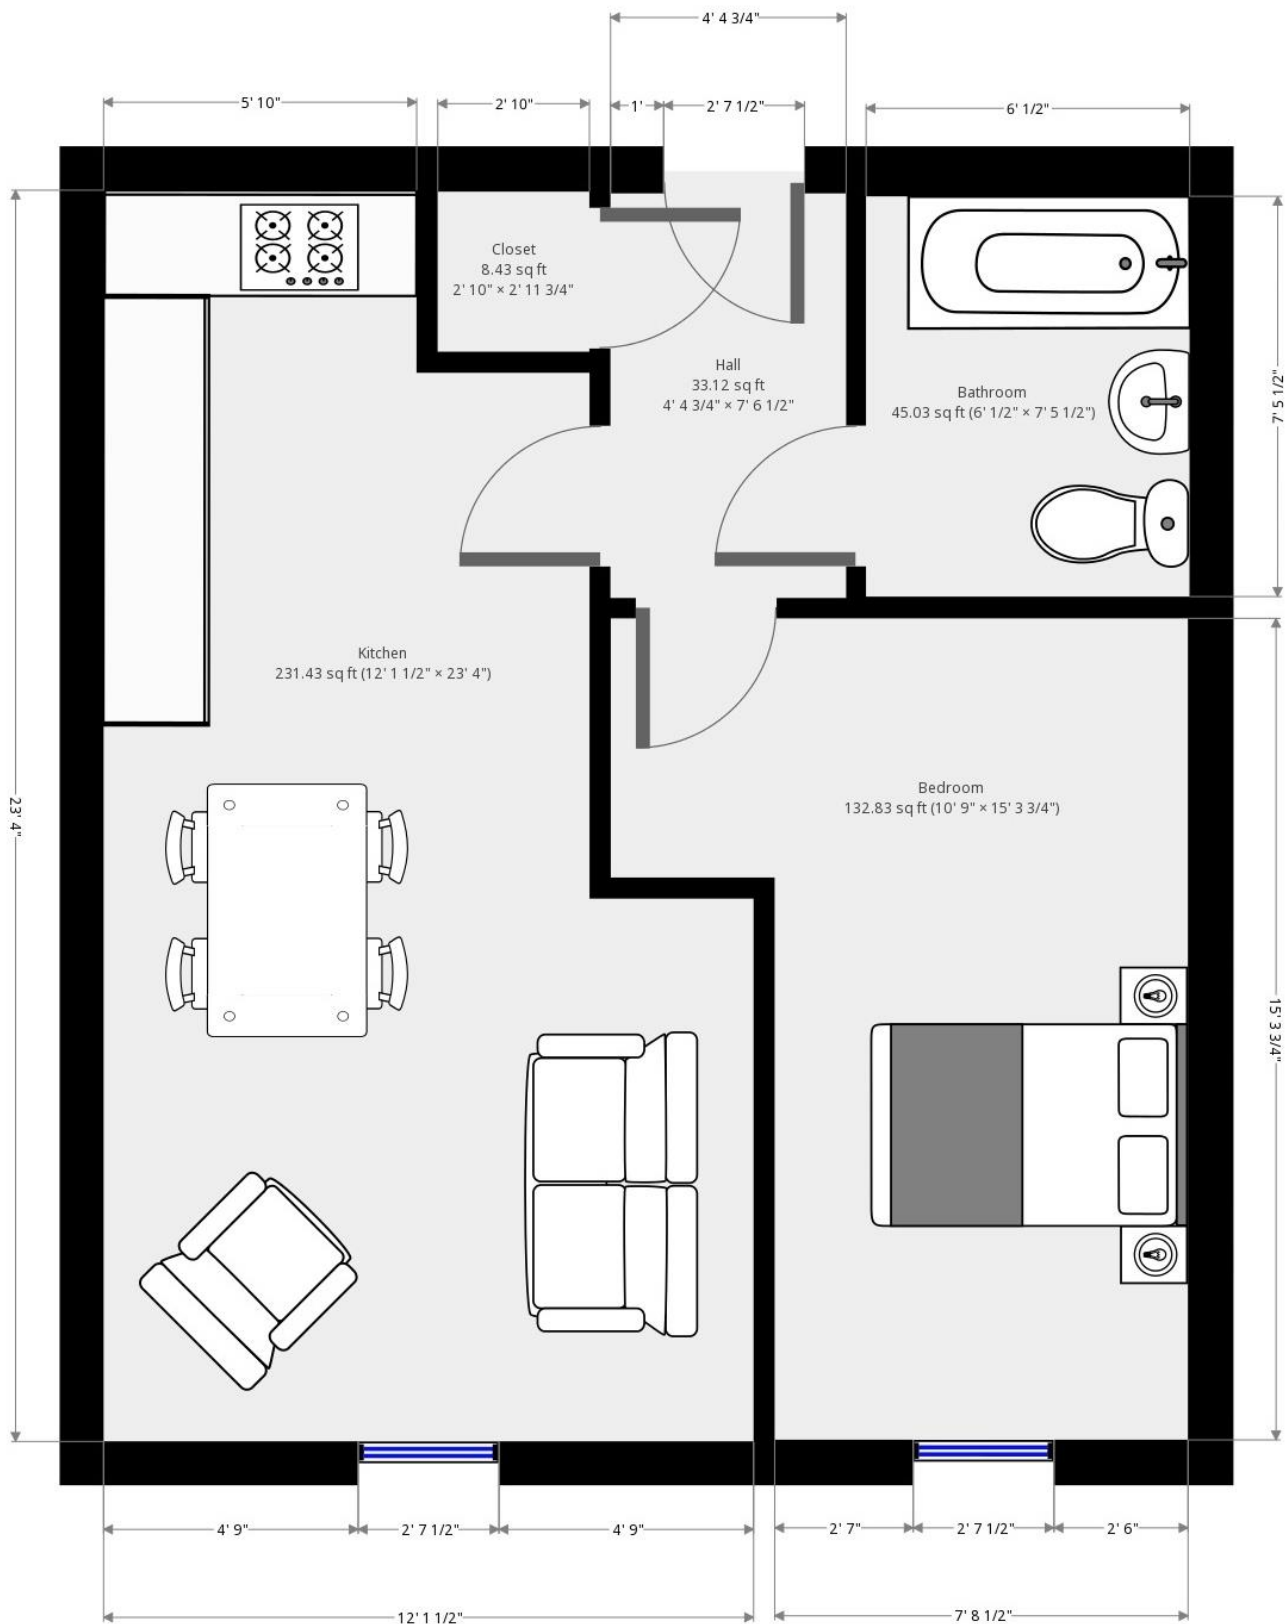 4' 4 3/4"
5' 10"
2' 10"
1'
2' 7 1/2"
6' 1/2"
Closet
8.43 sq ft
2' 10" × 2' 11 3/4"
Hall
33.12 sq ft
4' 4 3/4" × 7' 6 1/2"
Bathroom
45.03 sq ft (6' 1/2" × 7' 5 1/2")
7' 5 1/2"
Kitchen
231.43 sq ft (12' 1 1/2" × 23' 4")
23' 4"
Bedroom
132.83 sq ft (10' 9" × 15' 3 3/4")
15' 3 3/4"
4' 9"
2' 7 1/2"
4' 9"
2' 7"
2' 7 1/2"
2' 6"
12' 1 1/2"
7' 8 1/2"